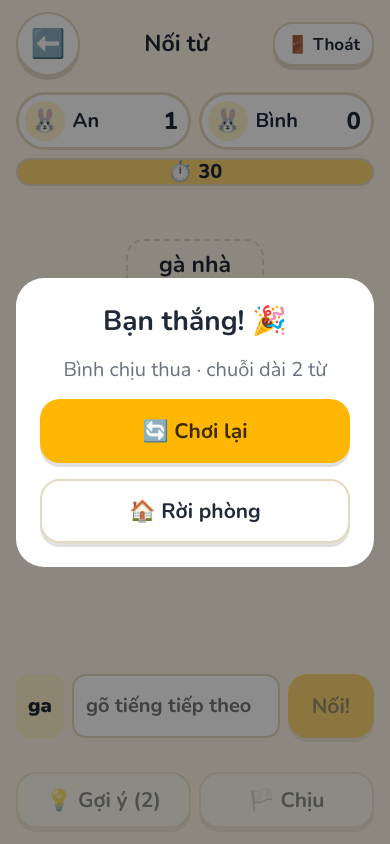 Nối từ
Thoát
An 1
Bình 0
30
gà nhà
Bạn thắng!
Bình chịu thua · chuỗi dài 2 từ
Chơi lại
Rời phòng
ga
gõ tiếng tiếp theo
Nối!
Gợi ý (2)
Chịu